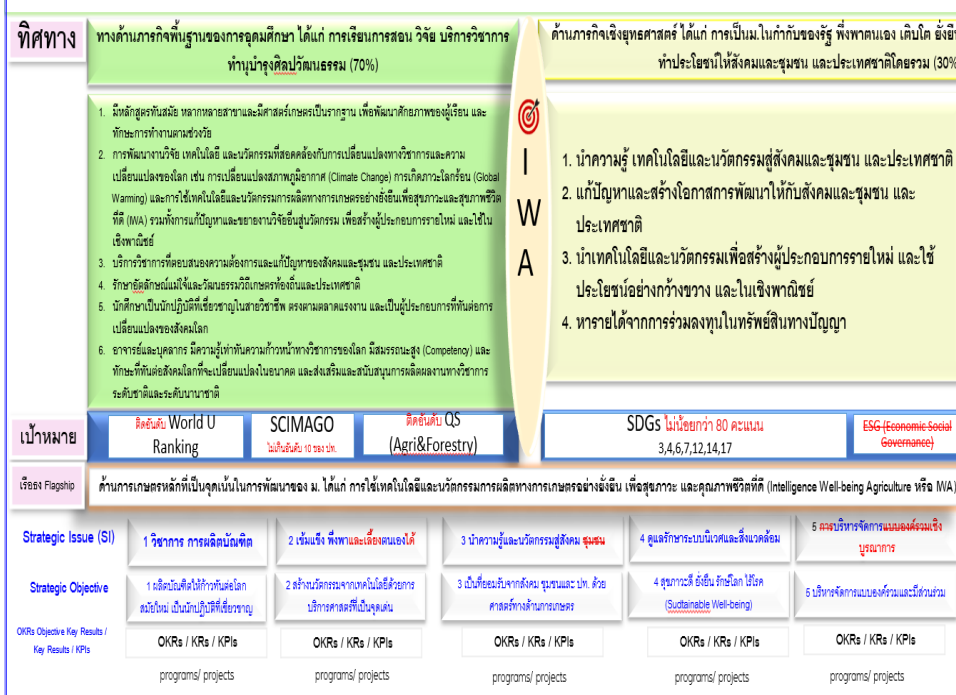 ทิศทาง
ทางด้านภารกิจพื้นฐานของการอุดมศึกษา ได้แก่ การเรียนการสอน วิจัย บริการวิชาการ
ทำนุบำรุงศิลปวัฒนธรรม (70%)
ด้านภารกิจเชิงยุทธศาสตร์ ได้แก่ การเป็นม.ในกำกับของรัฐ พึ่งพาตนเอง เติบโต ยั่งยืน
ทำประโยชน์ให้สังคมและชุมชน และประเทศชาติโดยรวม (30%
1. มีหลักสูตรทันสมัย หลากหลายสาขาและมีศาสตร์เกษตรเป็นรากฐาน เพื่อพัฒนาศักยภาพของผู้เรียน และ
ทักษะการทำงานตามช่วงวัย
2. การพัฒนางานวิจัย เทคโนโลยี และนวัตกรรมที่สอดคล้องกับการเปลี่ยนแปลงทางวิชาการและความ
เปลี่ยนแปลงของโลก เช่น การเปลี่ยนแปลงสภาพภูมิอากาศ (Climate Change) การเกิดภาวะโลกร้อน (Global
Warming) และการใช้เทคโนโลยีและนวัตกรรมการผลิตทางการเกษตรอย่างยั่งยืนเพื่อสุขภาวะและสุขภาพชีวิต
ที่ดี (IWA) รวมทั้งการแก้ปัญหาและขยายงานวิจัยอื่นสู่นวัตกรรม เพื่อสร้างผู้ประกอบการรายใหม่ และใช้ใน
เชิงพาณิชย์
3. บริการวิชาการที่ตอบสนองความต้องการและแก้ปัญหาของสังคมและชุมชน และประเทศชาติ
4. รักษาอัตลักษณ์แม่โจ้และวัฒนธรรมวิถีเกษตรท้องถิ่นและประเทศชาติ
5. นักศึกษาเป็นนักปฏิบัติที่เชี่ยวชาญในสายวิชาชีพ ตรงตามตลาดแรงงาน และเป็นผู้ประกอบการที่ทันต่อการ
เปลี่ยนแปลงของสังคมโลก
6. อาจารย์และบุคลากร มีความรู้เท่าทันความก้าวหน้าทางวิชาการของโลก มีสมรรถนะสูง (Competency) และ
ทักษะที่ทันต่อสังคมโลกที่จะเปลี่ยนแปลงในอนาคต และส่งเสริมและสนับสนุนการผลิตผลงานทางวิชาการ
ระดับชาติและระดับนานาชาติ
I
W
A
1. นำความรู้ เทคโนโลยีและนวัตกรรมสู่สังคมและชุมชน และประเทศชาติ
2. แก้ปัญหาและสร้างโอกาสการพัฒนาให้กับสังคมและชุมชน และ
ประเทศชาติ
3. นำเทคโนโลยีและนวัตกรรมเพื่อสร้างผู้ประกอบการรายใหม่ และใช้
ประโยชน์อย่างกว้างขวาง และในเชิงพาณิชย์
4. หารายได้จากการร่วมลงทุนในทรัพย์สินทางปัญญา
เป้าหมาย
ติดอันดับ World U
Ranking
SCIMAGO
ไม่เกินอันดับ 10 ของ ปท.
ติดอันดับ QS
(Agri&Forestry)
SDGs ไม่น้อยกว่า 80 คะแนน
3,4,6,7,12,14,17
ESG (Economic Social
Governance)
เรือธง Flagship
ด้านการเกษตรหลักที่เป็นจุดเน้นในการพัฒนาของ ม. ได้แก่ การใช้เทคโนโลยีและนวัตกรรมการผลิตทางการเกษตรอย่างยั่งยืน เพื่อสุขภาวะ และคุณภาพชีวิตที่ดี (Intelligence Well-being Agriculture หรือ IWA)
Strategic Issue (SI)
1 วิชาการ การผลิตบัณฑิต
2 เข้มแข็ง พึ่งพาและเลี้ยงตนเองได้
3 นำความรู้และนวัตกรรมสู่สังคม ชุมชน
4 ดูแลรักษาระบบนิเวศและสิ่งแวดล้อม
5 การบริหารจัดการแบบองค์รวมเชิง
บูรณาการ
Strategic Objective
1 ผลิตบัณฑิตให้ก้าวทันต่อโลก
สมัยใหม่ เป็นนักปฏิบัติที่เชี่ยวชาญ
2 สร้างนวัตกรรมจากเทคโนโลยีด้วยการ
บริการศาสตร์ที่เป็นจุดเด่น
3 เป็นที่ยอมรับจากสังคม ชุมชนและ ปท. ด้วย
ศาสตร์ทางด้านการเกษตร
4 สุขภาวะดี ยั่งยืน รักษ์โลก ไร้โรค
(Sudtainable Well-being)
5 บริหารจัดการแบบองค์รวมและมีส่วนร่วม
OKRs Objective Key Results /
Key Results / KPIs
OKRs / KRs / KPIs
OKRs / KRs / KPIs
OKRs / KRs / KPIs
OKRs / KRs / KPIs
OKRs / KRs / KPIs
programs/ projects
programs/ projects
programs/ projects
programs/ projects
programs/ projects